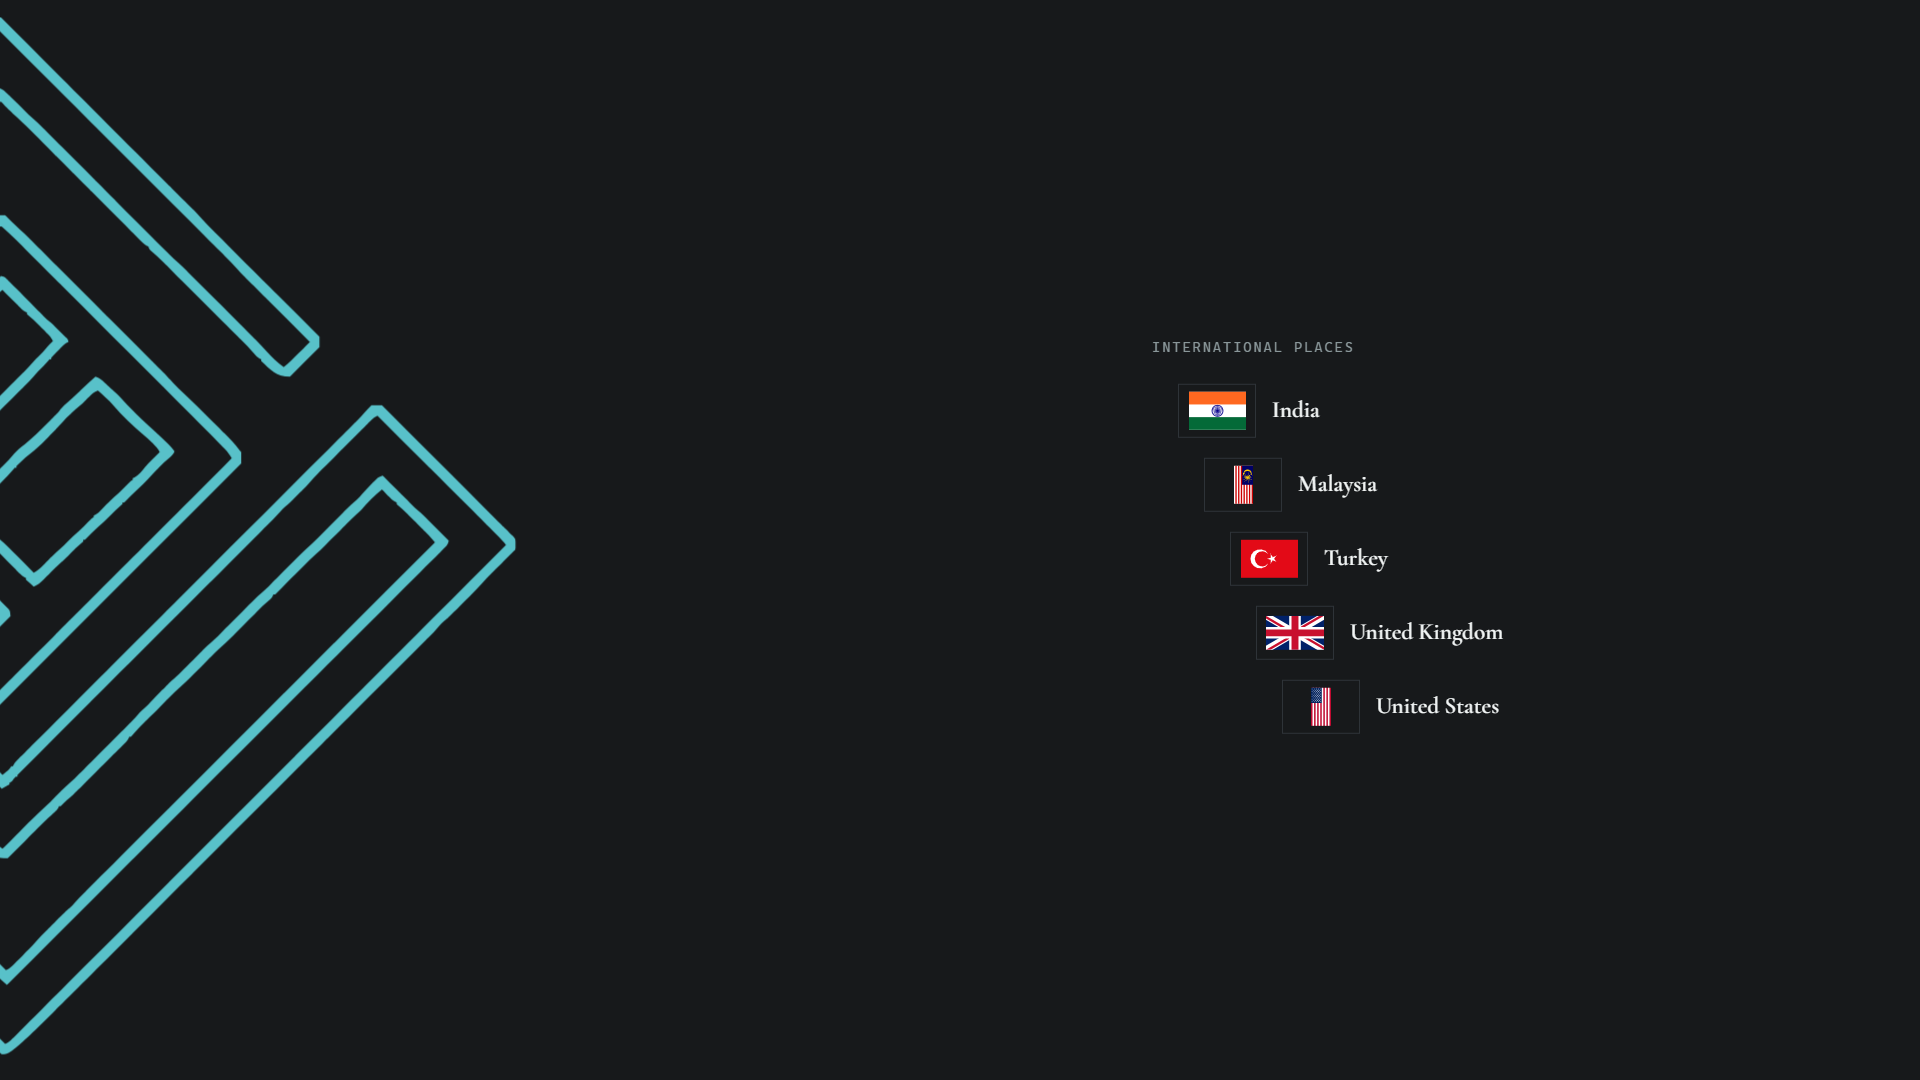 INTERNATIONAL PLACES
India
Malaysia
Turkey
United Kingdom
United States